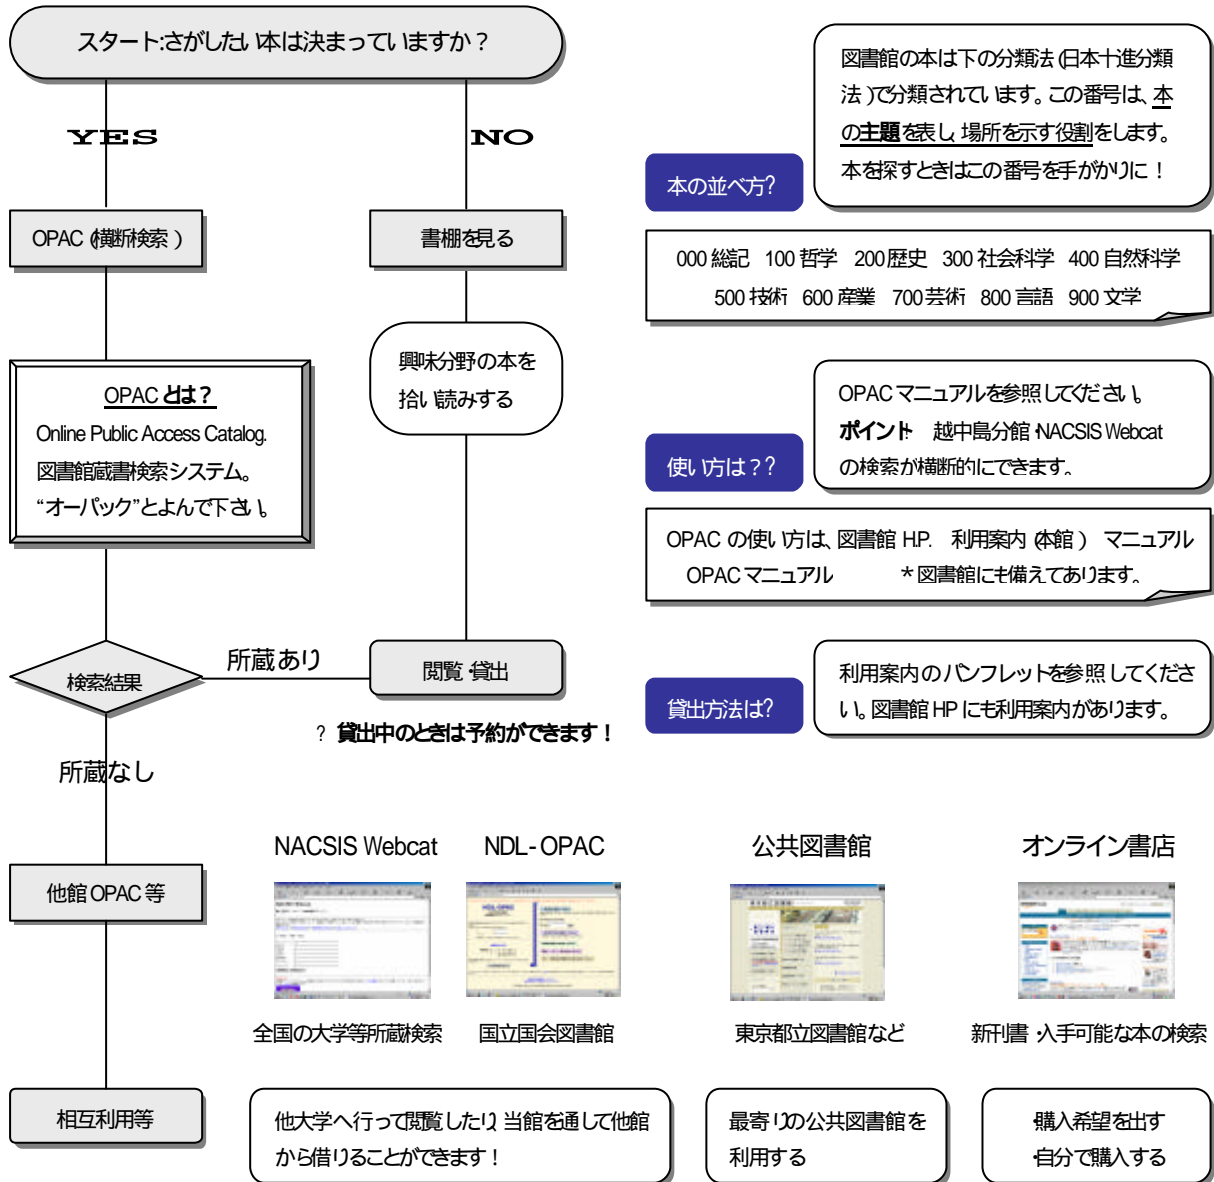 スタート:さがしたい本は決まっていますか？
YES
NO
OPAC (横断検索)
書棚を見る
OPAC とは？
Online Public Access Catalog.
図書館蔵書検索システム。
“オーパック”とよんで下さい。
興味分野の本を
拾い読みする
検索結果
所蔵あり
閲覧・貸出
? 貸出中のときは予約ができます！
所蔵なし
他館 OPAC 等
相互利用等
本の並べ方?
図書館の本は下の分類法(日本十進分類
法)で分類されています。この番号は、本
の主題を表し、場所を示す役割をします。
本を探すときはこの番号を手がかりに！
000 総記 100 哲学 200 歴史 300 社会科学 400 自然科学
500 技術 600 産業 700 芸術 800 言語 900 文学
使い方は？?
OPAC マニュアルを参照してください。
ポイント 越中島分館・NACSIS Webcat
の検索が横断的にできます。
OPAC の使い方は、図書館 H.P. 利用案内(本館) マニュアル
OPAC マニュアル ＊図書館にも備えてあります。
貸出方法は?
利用案内のパンフレットを参照してくださ
い。図書館 HP にも利用案内があります。
NACSIS Webcat
NDL-OPAC
公共図書館
オンライン書店
全国の大学等所蔵検索
国立国会図書館
東京都立図書館など
新刊書・入手可能な本の検索
他大学へ行って閲覧したり、当館を通して他館
から借りることができます！
最寄りの公共図書館を
利用する
・購入希望を出す
・自分で購入する